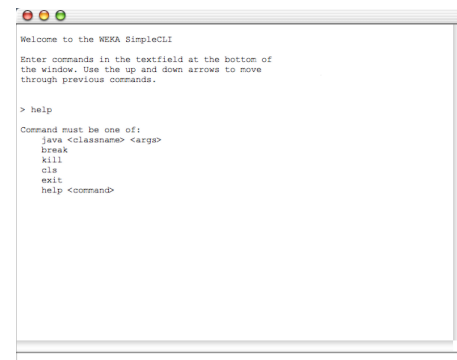 Welcome to the WEKA SimpleCLI
Enter commands in the textfield at the bottom of
the window. Use the up and down arrows to move
through previous commands.
> help
Command must be one of:
java <classname> <args>
break
kill
cls
exit
help <command>